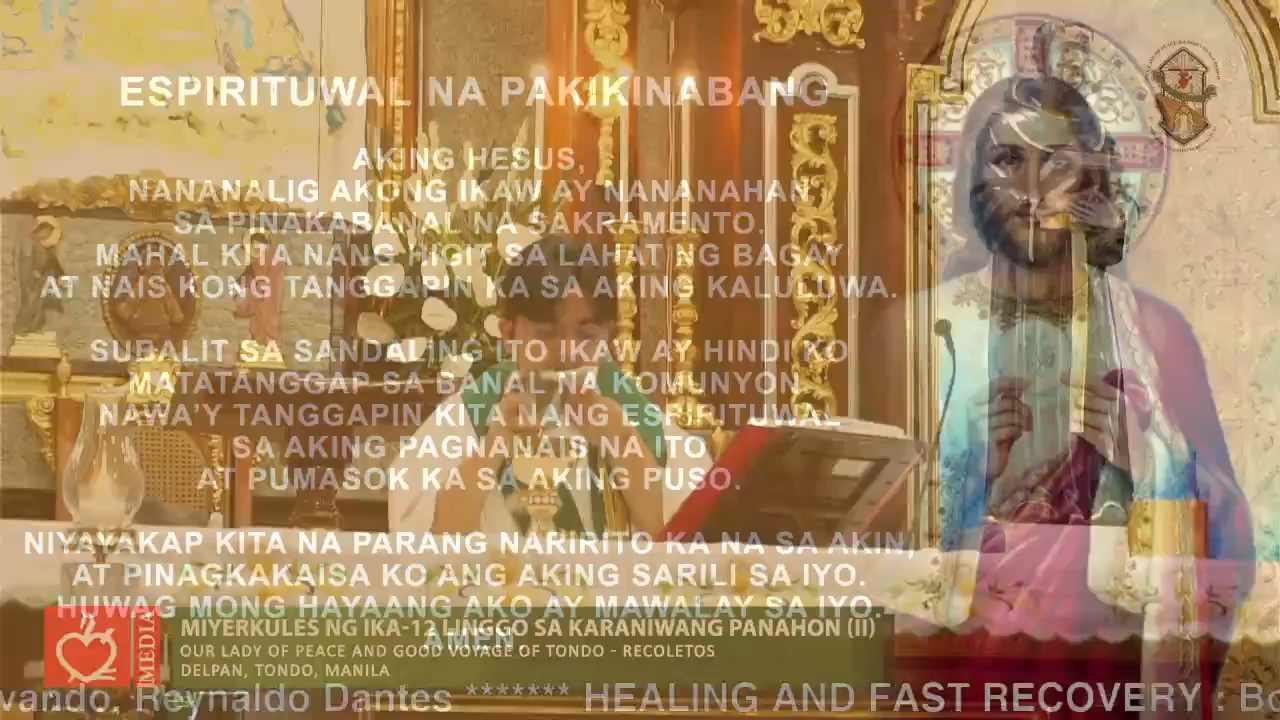 ESPIRITUWAL NA PAKIKINABANG
AKING HESUS,
NANANALIG AKONG IKAW AY NANANAHAN
SA PINAKABANAL NA SAKRAMENTO.
MAHAL KITA NANG HIGIT SA LAHAT NG BAGAY
AT NAIS KONG TANGGAPIN KA SA AKING KALULUWA.
SUBALIT SA SANDALING ITO IKAW AY HINDI KO
MATATANGGAP SA BANAL NA KOMUNYON
NAWA'Y TANGGAPIN KITA NANG ESPIRITUWAL
SA AKING PAGNANAIS NA ITO
AT PUMASOK KA SA AKING PUSO.
NIYAYAKAP KITA NA PARANG NARIRITO KA NA SA AKIN,
AT PINAGKAKAISA KO ANG AKING SARILI SA IYO.
HUWAG MONG HAYAANG AKO AY MAWALAY SA IYO.
AMEN.
MEDIA
MIYERKULES NG IKA-12 LINGGO SA KARANIWANG PANAHON (II)
OUR LADY OF PEACE AND GOOD VOYAGE OF TONDO - RECOLETOS
DELPAN, TONDO, MANILA
vando, Reynaldo Dantes ******* HEALING AND FAST RECOVERY : Bo